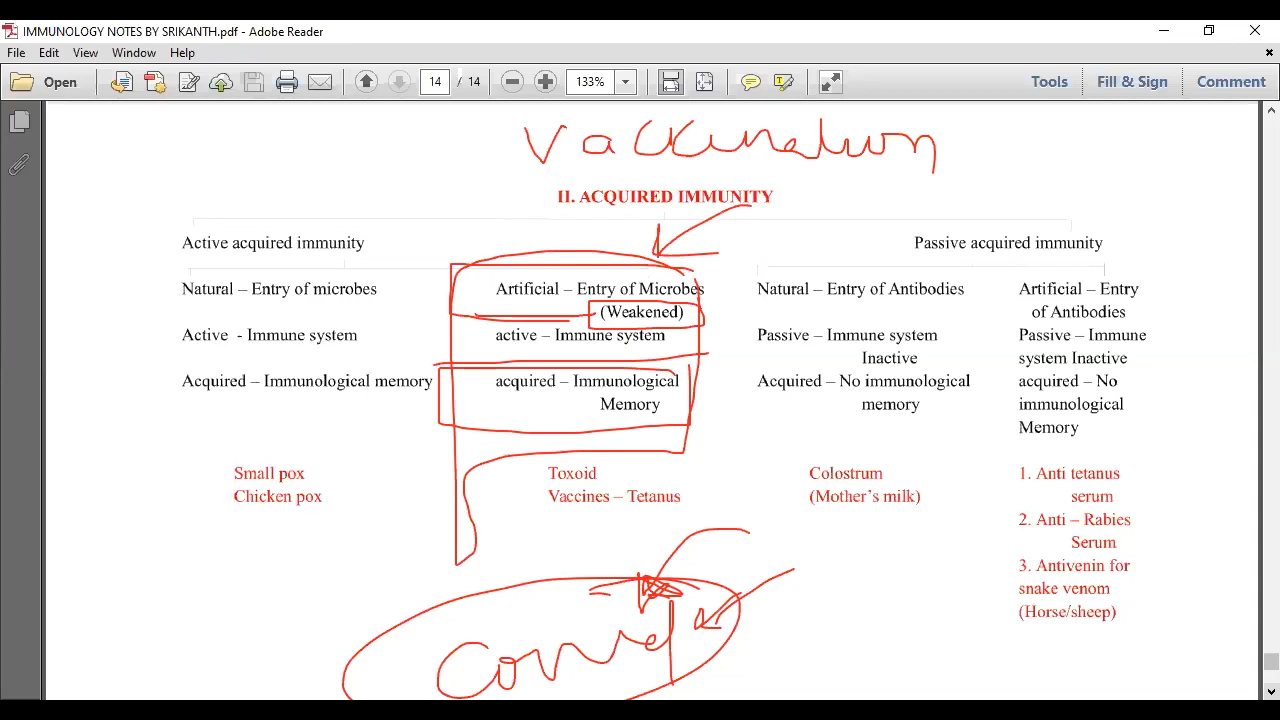 IMMUNOLOGY NOTES BY SRIKANTH.pdf - Adobe Reader
File Edit View Window Help
Open 14 / 14 133% Tools Fill & Sign Comment
II. ACQUIRED IMMUNITY
Active acquired immunity Passive acquired immunity
Natural – Entry of microbes
Active - Immune system
Acquired – Immunological memory
Small pox
Chicken pox
Artificial – Entry of Microbes
(Weakened)
active – Immune system
acquired – Immunological
Memory
Toxoid
Vaccines – Tetanus
Natural – Entry of Antibodies
Passive – Immune system
Inactive
Acquired – No immunological
memory
Colostrum
(Mother’s milk)
Artificial – Entry
of Antibodies
Passive – Immune
system Inactive
acquired – No
immunological
Memory
1. Anti tetanus
serum
2. Anti – Rabies
Serum
3. Antivenin for
snake venom
(Horse/sheep)